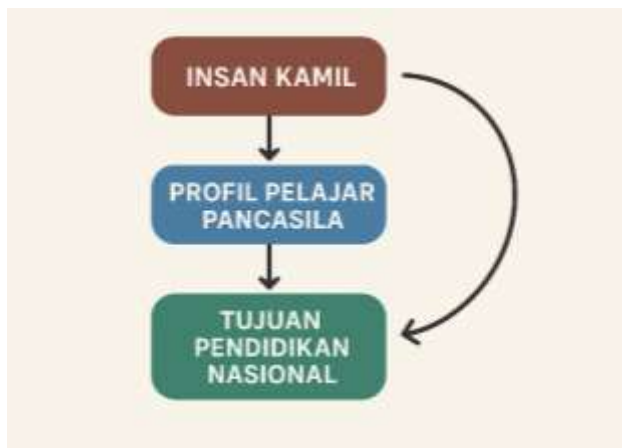 INSAN KAMIL
PROFIL PELAJAR
PANCASILA
TUJUAN
PENDIDIKAN
NASIONAL